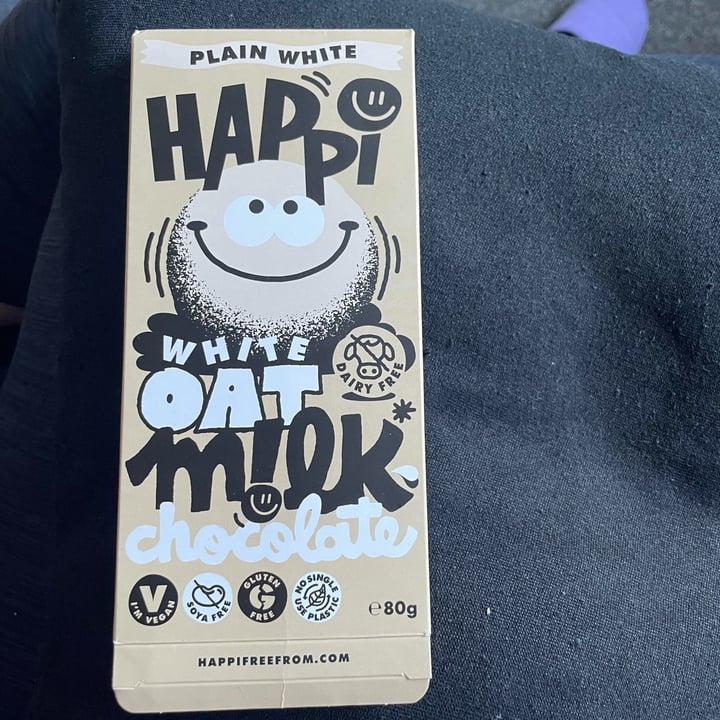 PLAIN WHITE
HAPPi
WHITE
DAIRY FREE
OAT
m!lk*
chocolate
V I'M VEGAN
SOYA FREE
GLUTEN FREE
NO SINGLE USE PLASTIC
℮80g
HAPPIFREEFROM.COM